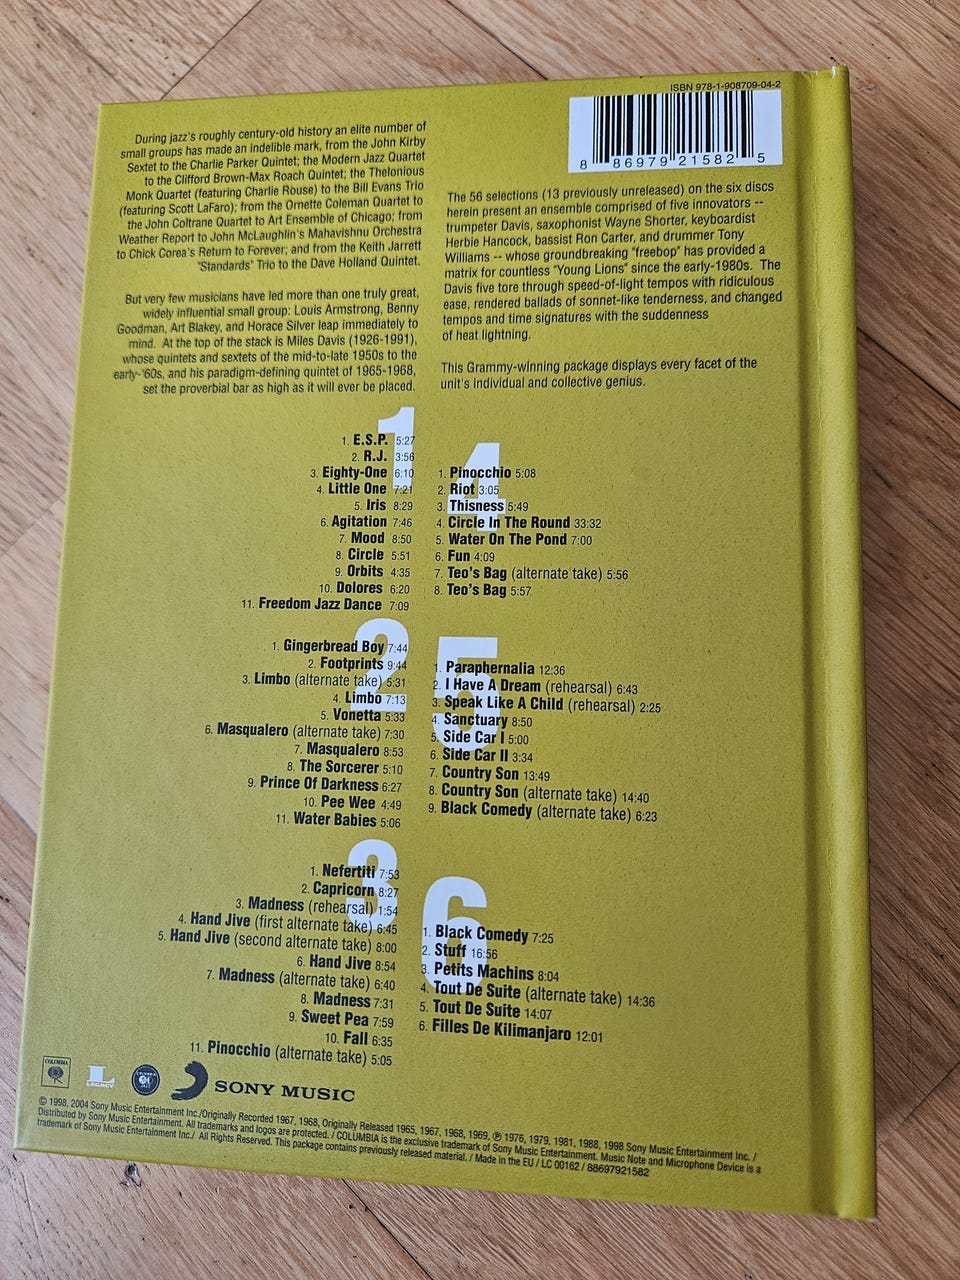 ISBN 978-1-908709-04-2
8 86979 21582 5
During jazz's roughly century-old history an elite number of
small groups has made an indelible mark, from the John Kirby
Sextet to the Charlie Parker Quintet; the Modern Jazz Quartet
to the Clifford Brown-Max Roach Quintet; the Thelonious
Monk Quartet (featuring Charlie Rouse) to the Bill Evans Trio
(featuring Scott LaFaro); from the Ornette Coleman Quartet to
the John Coltrane Quartet to Art Ensemble of Chicago; from
Weather Report to John McLaughlin's Mahavishnu Orchestra
to Chick Corea's Return to Forever; and from the Keith Jarrett
"Standards" Trio to the Dave Holland Quintet.
But very few musicians have led more than one truly great,
widely influential small group: Louis Armstrong, Benny
Goodman, Art Blakey, and Horace Silver leap immediately to
mind. At the top of the stack is Miles Davis (1926-1991),
whose quintets and sextets of the mid-to-late 1950s to the
early-'60s, and his paradigm-defining quintet of 1965-1968,
set the proverbial bar as high as it will ever be placed.
The 56 selections (13 previously unreleased) on the six discs
herein present an ensemble comprised of five innovators --
trumpeter Davis, saxophonist Wayne Shorter, keyboardist
Herbie Hancock, bassist Ron Carter, and drummer Tony
Williams -- whose groundbreaking "freebop" has provided a
matrix for countless "Young Lions" since the early-1980s. The
Davis five tore through speed-of-light tempos with ridiculous
ease, rendered ballads of sonnet-like tenderness, and changed
tempos and time signatures with the suddenness
of heat lightning.
This Grammy-winning package displays every facet of the
unit's individual and collective genius.
1
1. E.S.P. 5:27
2. R.J. 3:56
3. Eighty-One 6:10
4. Little One 7:21
5. Iris 8:29
6. Agitation 7:46
7. Mood 8:50
8. Circle 5:51
9. Orbits 4:35
10. Dolores 6:20
11. Freedom Jazz Dance 7:09
2
1. Gingerbread Boy 7:44
2. Footprints 9:44
3. Limbo (alternate take) 5:31
4. Limbo 7:13
5. Vonetta 5:33
6. Masqualero (alternate take) 7:30
7. Masqualero 8:53
8. The Sorcerer 5:10
9. Prince Of Darkness 6:27
10. Pee Wee 4:49
11. Water Babies 5:06
3
1. Nefertiti 7:53
2. Capricorn 8:27
3. Madness (rehearsal) 1:54
4. Hand Jive (first alternate take) 6:45
5. Hand Jive (second alternate take) 8:00
6. Hand Jive 8:54
7. Madness (alternate take) 6:40
8. Madness 7:31
9. Sweet Pea 7:59
10. Fall 6:35
11. Pinocchio (alternate take) 5:05
4
1. Pinocchio 5:08
2. Riot 3:05
3. Thisness 5:49
4. Circle In The Round 33:32
5. Water On The Pond 7:00
6. Fun 4:09
7. Teo's Bag (alternate take) 5:56
8. Teo's Bag 5:57
5
1. Paraphernalia 12:36
2. I Have A Dream (rehearsal) 6:43
3. Speak Like A Child (rehearsal) 2:25
4. Sanctuary 8:50
5. Side Car I 5:00
6. Side Car II 3:34
7. Country Son 13:49
8. Country Son (alternate take) 14:40
9. Black Comedy (alternate take) 6:23
6
1. Black Comedy 7:25
2. Stuff 16:56
3. Petits Machins 8:04
4. Tout De Suite (alternate take) 14:36
5. Tout De Suite 14:07
6. Filles De Kilimanjaro 12:01
COLUMBIA
L
LEGACY
COLUMBIA
JAZZ
SONY MUSIC
© 1998, 2004 Sony Music Entertainment Inc./Originally Recorded 1967, 1968, Originally Released 1965, 1967, 1968, 1969, ℗ 1976, 1979, 1981, 1988, 1998 Sony Music Entertainment Inc. /
Distributed by Sony Music Entertainment. All trademarks and logos are protected. / COLUMBIA is the exclusive trademark of Sony Music Entertainment. Music Note and Microphone Device is a
trademark of Sony Music Entertainment Inc./ All Rights Reserved. This package contains previously released material. / Made in the EU / LC 00162 / 88697921582